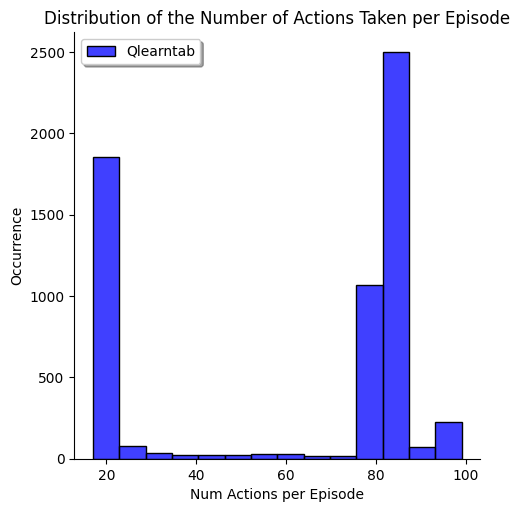 Distribution of the Number of Actions Taken per Episode
Qlearntab
2500
2000
1500
1000
500
0
Occurrence
20 40 60 80 100
Num Actions per Episode